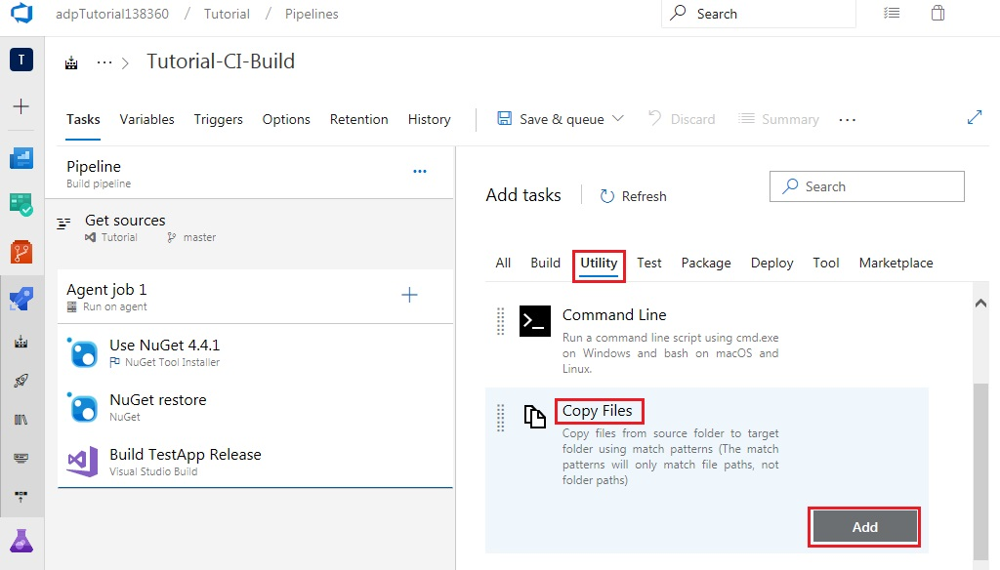 adpTutorial138360 / Tutorial / Pipelines
Search
T
... > Tutorial-CI-Build
Tasks Variables Triggers Options Retention History
Save & queue Discard Summary ...
Pipeline
Build pipeline
...
Get sources
Tutorial master
Agent job 1
Run on agent
Use NuGet 4.4.1
NuGet Tool Installer
NuGet restore
NuGet
Build TestApp Release
Visual Studio Build
Add tasks Refresh
Search
All Build Utility Test Package Deploy Tool Marketplace
Command Line
Run a command line script using cmd.exe
on Windows and bash on macOS and
Linux.
Copy Files
Copy files from source folder to target
folder using match patterns (The match
patterns will only match file paths, not
folder paths)
Add